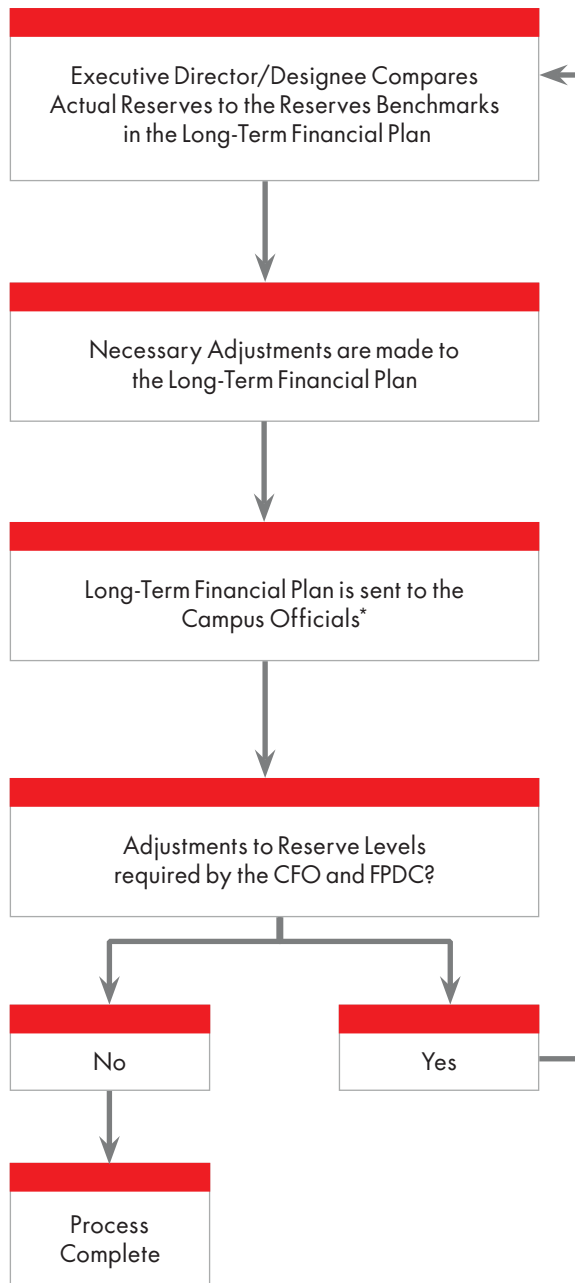 Executive Director/Designee Compares
Actual Reserves to the Reserves Benchmarks
in the Long-Term Financial Plan
Necessary Adjustments are made to
the Long-Term Financial Plan
Long-Term Financial Plan is sent to the
Campus Officials*
Adjustments to Reserve Levels
required by the CFO and FPDC?
No
Yes
Process
Complete